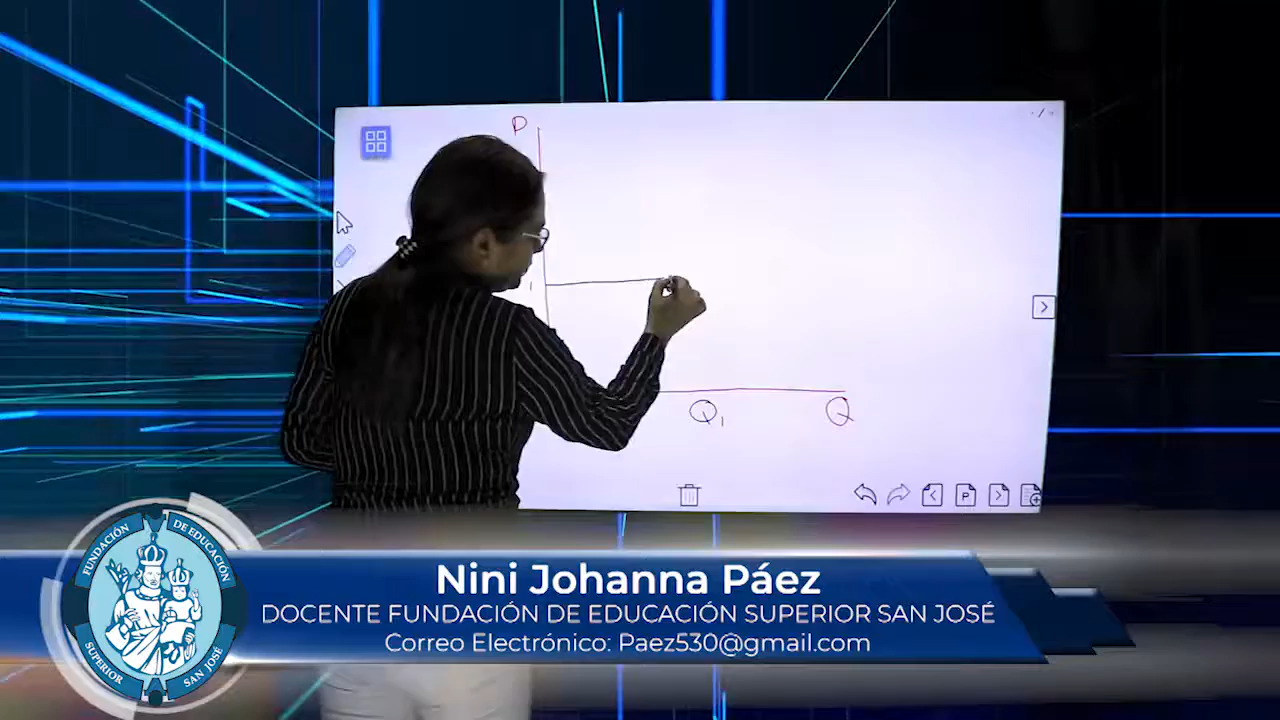 P
1
Q1
Q
P
Nini Johanna Páez
DOCENTE FUNDACIÓN DE EDUCACIÓN SUPERIOR SAN JOSÉ
Correo Electrónico: Paez530@gmail.com
FUNDACIÓN
DE EDUCACIÓN
SUPERIOR
SAN JOSÉ